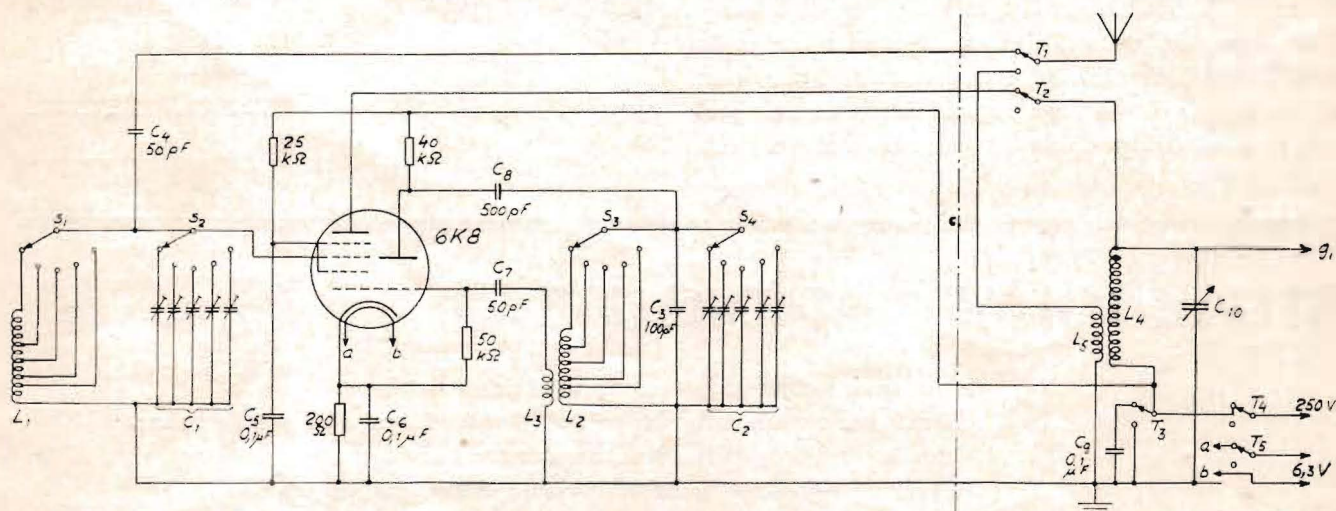 T1
T2
C4
50pF
25
kΩ
40
kΩ
C8
500pF
S1
S2
6K8
S3
S4
C7
50pF
C3
100pF
50
kΩ
a
b
L1
C1
C5
0,1μF
200
Ω
C6
0,1μF
L3
L2
C2
L5
L4
C10
g1
C9
0,1
μF
T3
T4
250V
a
T5
b
6,3V